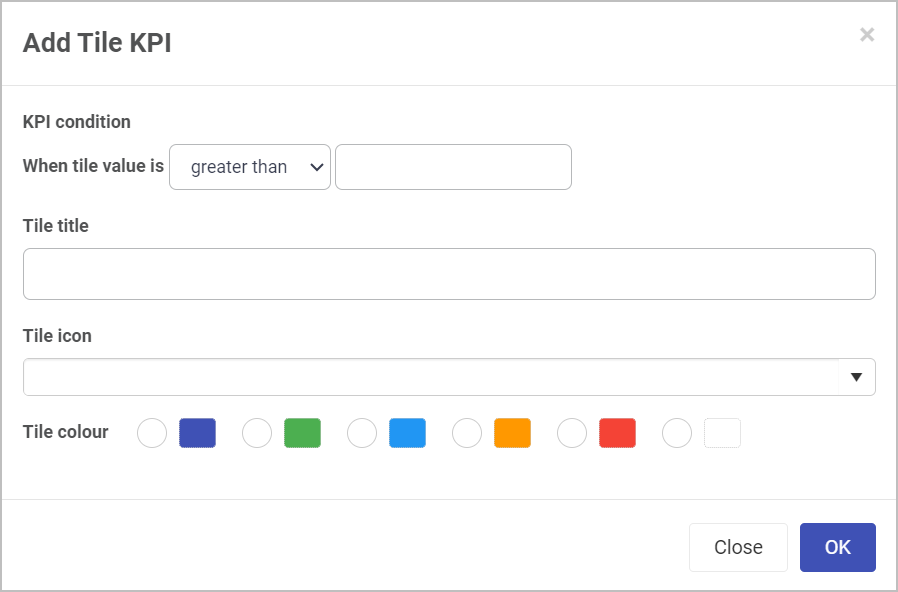 Add Tile KPI
×
KPI condition
When tile value is greater than
Tile title
Tile icon
Tile colour
Close OK